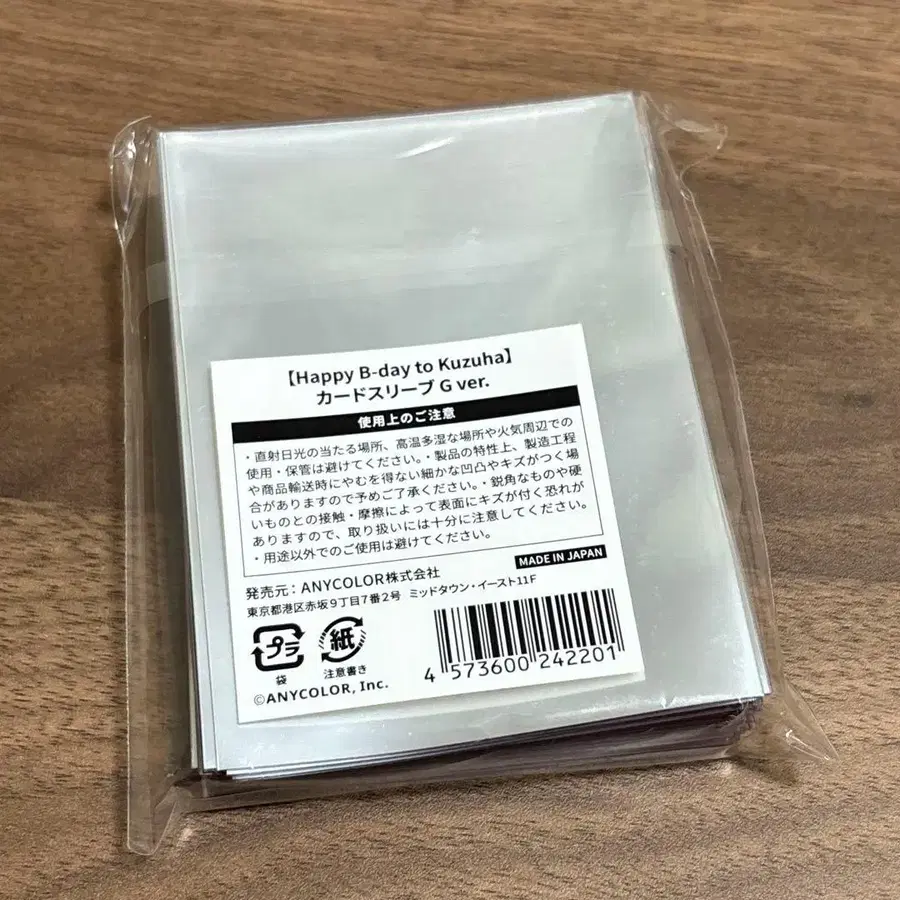 【Happy B-day to Kuzuha】
カードスリーブ G ver.
使用上のご注意
・直射日光の当たる場所、高温多湿な場所や火気周辺での
使用・保管は避けてください。・製品の特性上、製造工程
や商品輸送時にやむを得ない細かな凹凸やキズがつく場
合がありますので予めご了承ください。・鋭角なものや硬
いものとの接触・摩擦によって表面にキズが付く恐れが
ありますので、取り扱いには十分に注意してください。
・用途以外でのご使用は避けてください。
MADE IN JAPAN
発売元：ANYCOLOR株式会社
東京都港区赤坂9丁目7番2号 ミッドタウン・イースト11F
プラ
袋
紙
注意書き
4 573600 242201
©ANYCOLOR, Inc.